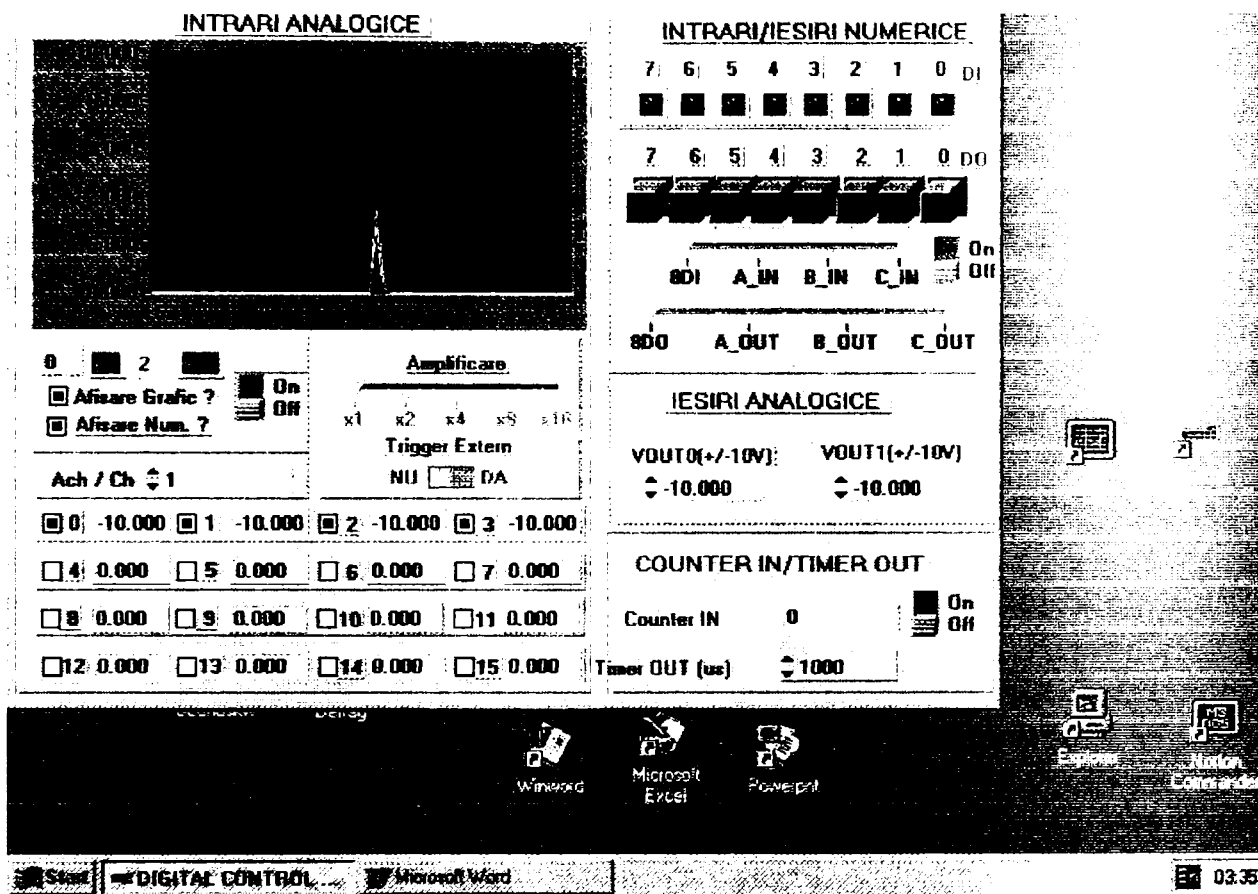 INTRARI ANALOGICE
0 2
Afisare Grafic ?
Afisare Num. ?
On
Off
Amplificare
x1 x2 x4 x8 x16
Trigger Extern
NU DA
Ach / Ch 1
0 -10.000 1 -10.000 2 -10.000 3 -10.000
4 0.000 5 0.000 6 0.000 7 0.000
8 0.000 9 0.000 10 0.000 11 0.000
12 0.000 13 0.000 14 0.000 15 0.000
INTRARI/IESIRI NUMERICE
7 6 5 4 3 2 1 0 DI
7 6 5 4 3 2 1 0 DO
On
Off
8DI A_IN B_IN C_IN
8DO A_OUT B_OUT C_OUT
IESIRI ANALOGICE
VOUT0(+/-10V) VOUT1(+/-10V)
-10.000 -10.000
COUNTER IN/TIMER OUT
Counter IN 0
On
Off
Timer OUT (us) 1000
Defrag
Winword
Microsoft
Excel
Powerpnt
Explorer
MS
DOS
Norton
Commander
Start DIGITAL CONTROL ... Microsoft Word